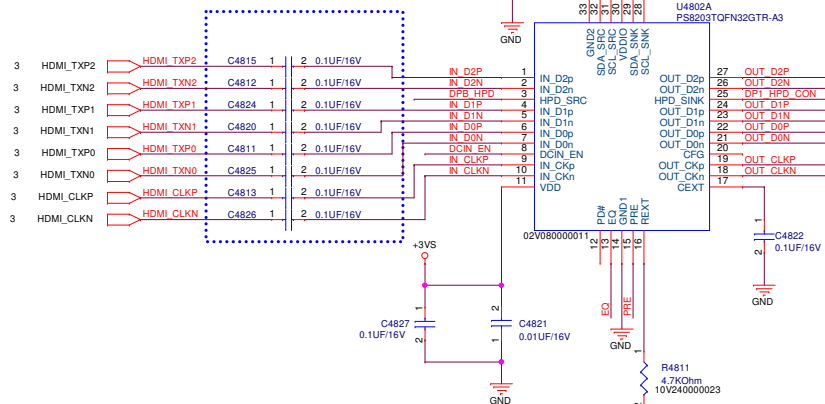 U4802A
PS8203TQFN32GTR-A3
33 32 31 30 29 28
GND
GND2 SDA_SRC SCL_SRC VDDIO SDA_SNK SCL_SNK
3 HDMI_TXP2 HDMI_TXP2 C4815 1 2 0.1UF/16V IN_D2P 1 IN_D2p OUT_D2p 27 OUT_D2P
3 HDMI_TXN2 HDMI_TXN2 C4812 1 2 0.1UF/16V IN_D2N 2 IN_D2n OUT_D2n 26 OUT_D2N
DPB_HPD 3 HPD_SRC HPD_SINK 25 DP1_HPD_CON
3 HDMI_TXP1 HDMI_TXP1 C4824 1 2 0.1UF/16V IN_D1P 4 IN_D1p OUT_D1p 24 OUT_D1P
3 HDMI_TXN1 HDMI_TXN1 C4820 1 2 0.1UF/16V IN_D1N 5 IN_D1n OUT_D1n 23 OUT_D1N
3 HDMI_TXP0 HDMI_TXP0 C4811 1 2 0.1UF/16V IN_D0P 6 IN_D0p OUT_D0p 22 OUT_D0P
3 HDMI_TXN0 HDMI_TXN0 C4825 1 2 0.1UF/16V IN_D0N 7 IN_D0n OUT_D0n 21 OUT_D0N
DCIN_EN 8 DCIN_EN CFG 20
3 HDMI_CLKP HDMI_CLKP C4813 1 2 0.1UF/16V IN_CLKP 9 IN_CKp OUT_CKp 19 OUT_CLKP
3 HDMI_CLKN HDMI_CLKN C4826 1 2 0.1UF/16V IN_CLKN 10 IN_CKn OUT_CKn 18 OUT_CLKN
11 VDD CEXT 17
PD# EQ GND1 PRE REXT
02V080000011
12 13 14 15 16
1 C4822
2 0.1UF/16V
GND
+3VS
EQ PRE
GND
1 C4827
2 0.1UF/16V
2 C4821
1 0.01UF/16V
GND
1 R4811
4.7KOhm
10V240000023
2